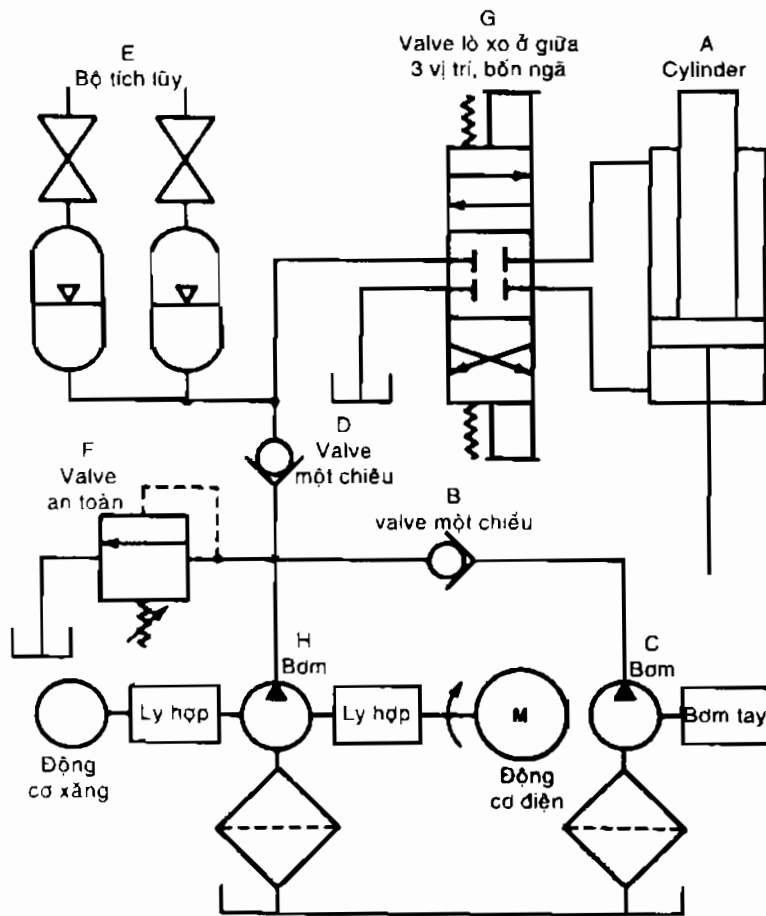 E
Bộ tích lũy
G
Valve lò xo ở giữa
3 vị trí, bốn ngã
A
Cylinder
D
Valve
một chiều
F
Valve
an toàn
B
valve một chiều
H
Bơm
C
Bơm
Ly hợp
Ly hợp
M
Bơm tay
Động
cơ xăng
Động
cơ điện